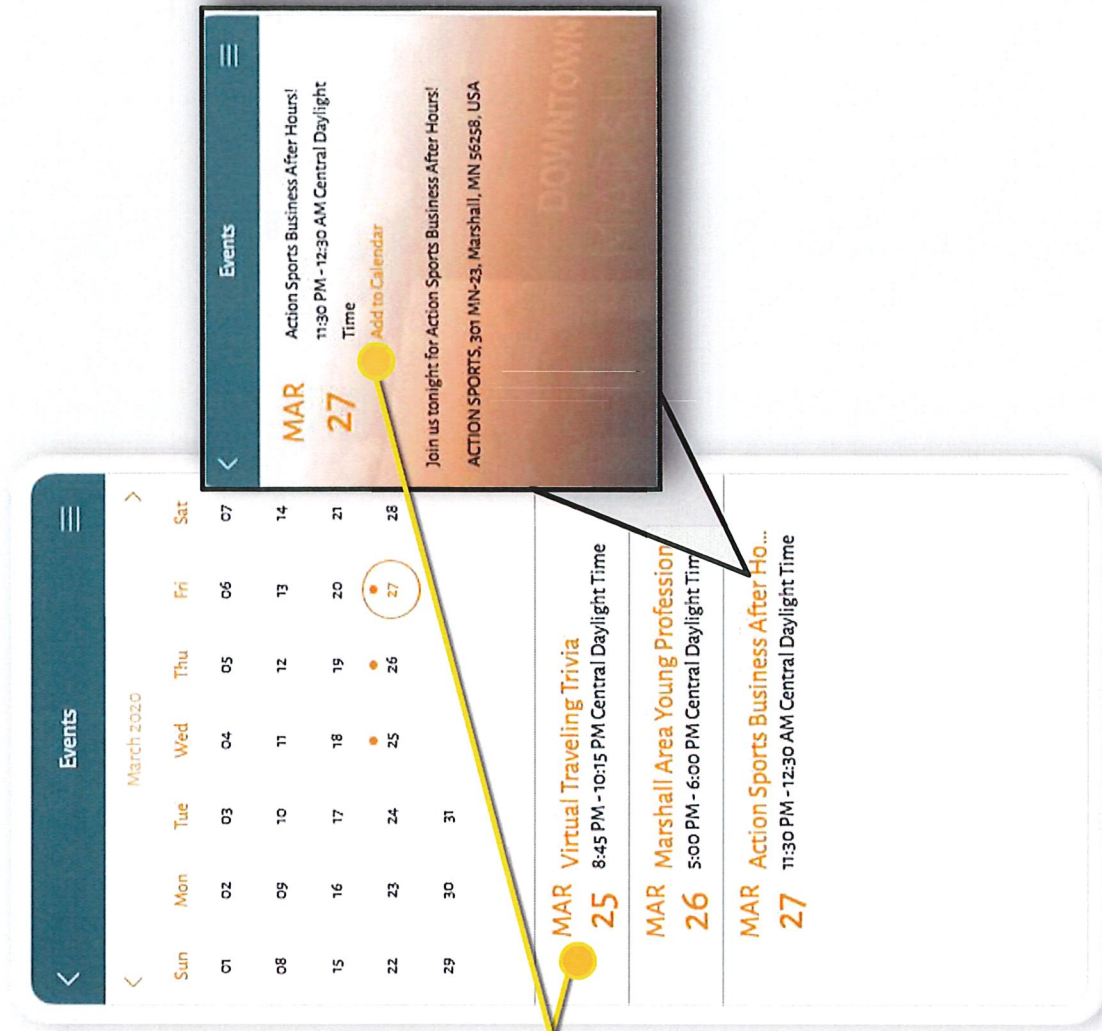 Events
March 2020
Sun Mon Tue Wed Thu Fri Sat
01 02 03 04 05 06 07
08 09 10 11 12 13 14
15 16 17 18 19 20 21
22 23 24 25 26 27 28
29 30 31
MAR Virtual Traveling Trivia
25 8:45 PM - 10:15 PM Central Daylight Time
MAR Marshall Area Young Profession
26 5:00 PM - 6:00 PM Central Daylight Tim
MAR Action Sports Business After Ho...
27 11:30 PM - 12:30 AM Central Daylight Time
Events
MAR Action Sports Business After Hours!
27 11:30 PM - 12:30 AM Central Daylight
Time
Add to Calendar
Join us tonight for Action Sports Business After Hours!
ACTION SPORTS, 301 MN-23, Marshall, MN 56258, USA
DOWNTOWN
MARSHALL